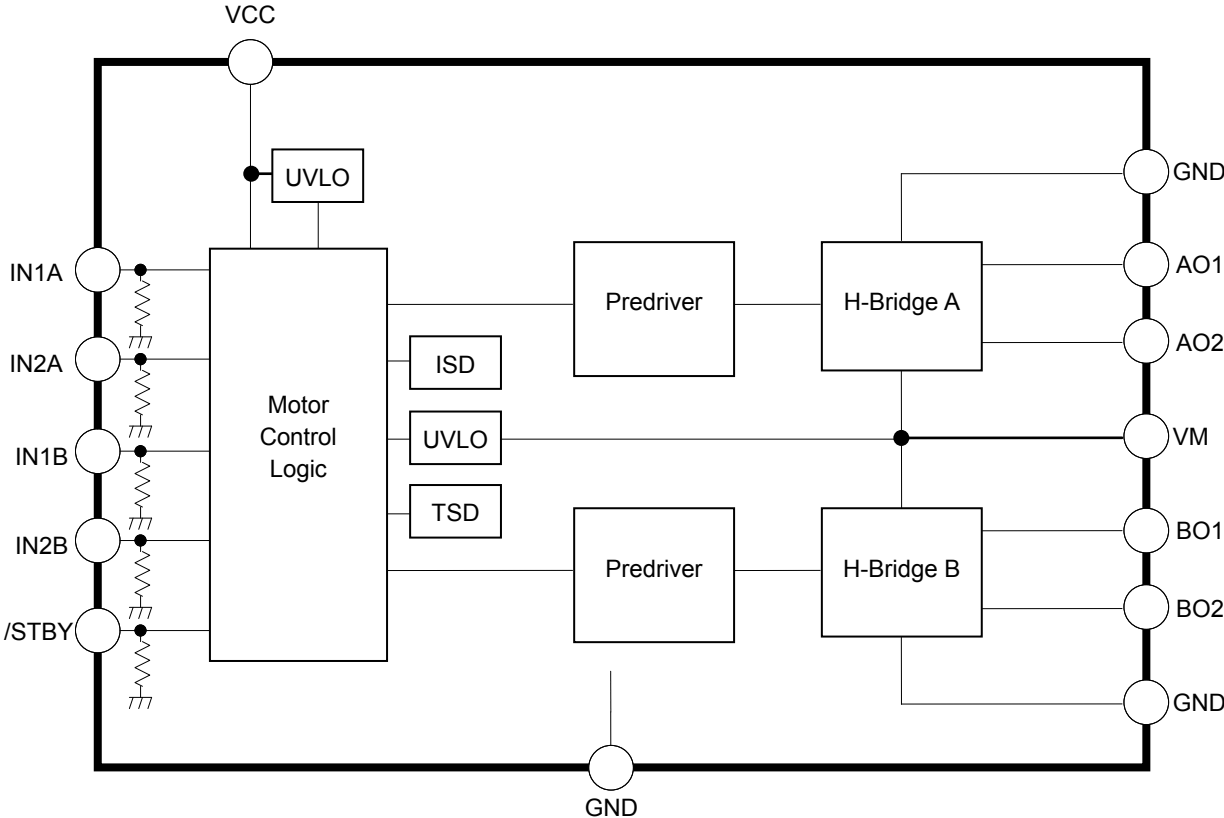 VCC
UVLO
GND
IN1A
AO1
Predriver
H-Bridge A
AO2
IN2A
ISD
Motor
Control
Logic
UVLO
VM
IN1B
TSD
BO1
IN2B
Predriver
H-Bridge B
BO2
/STBY
GND
GND